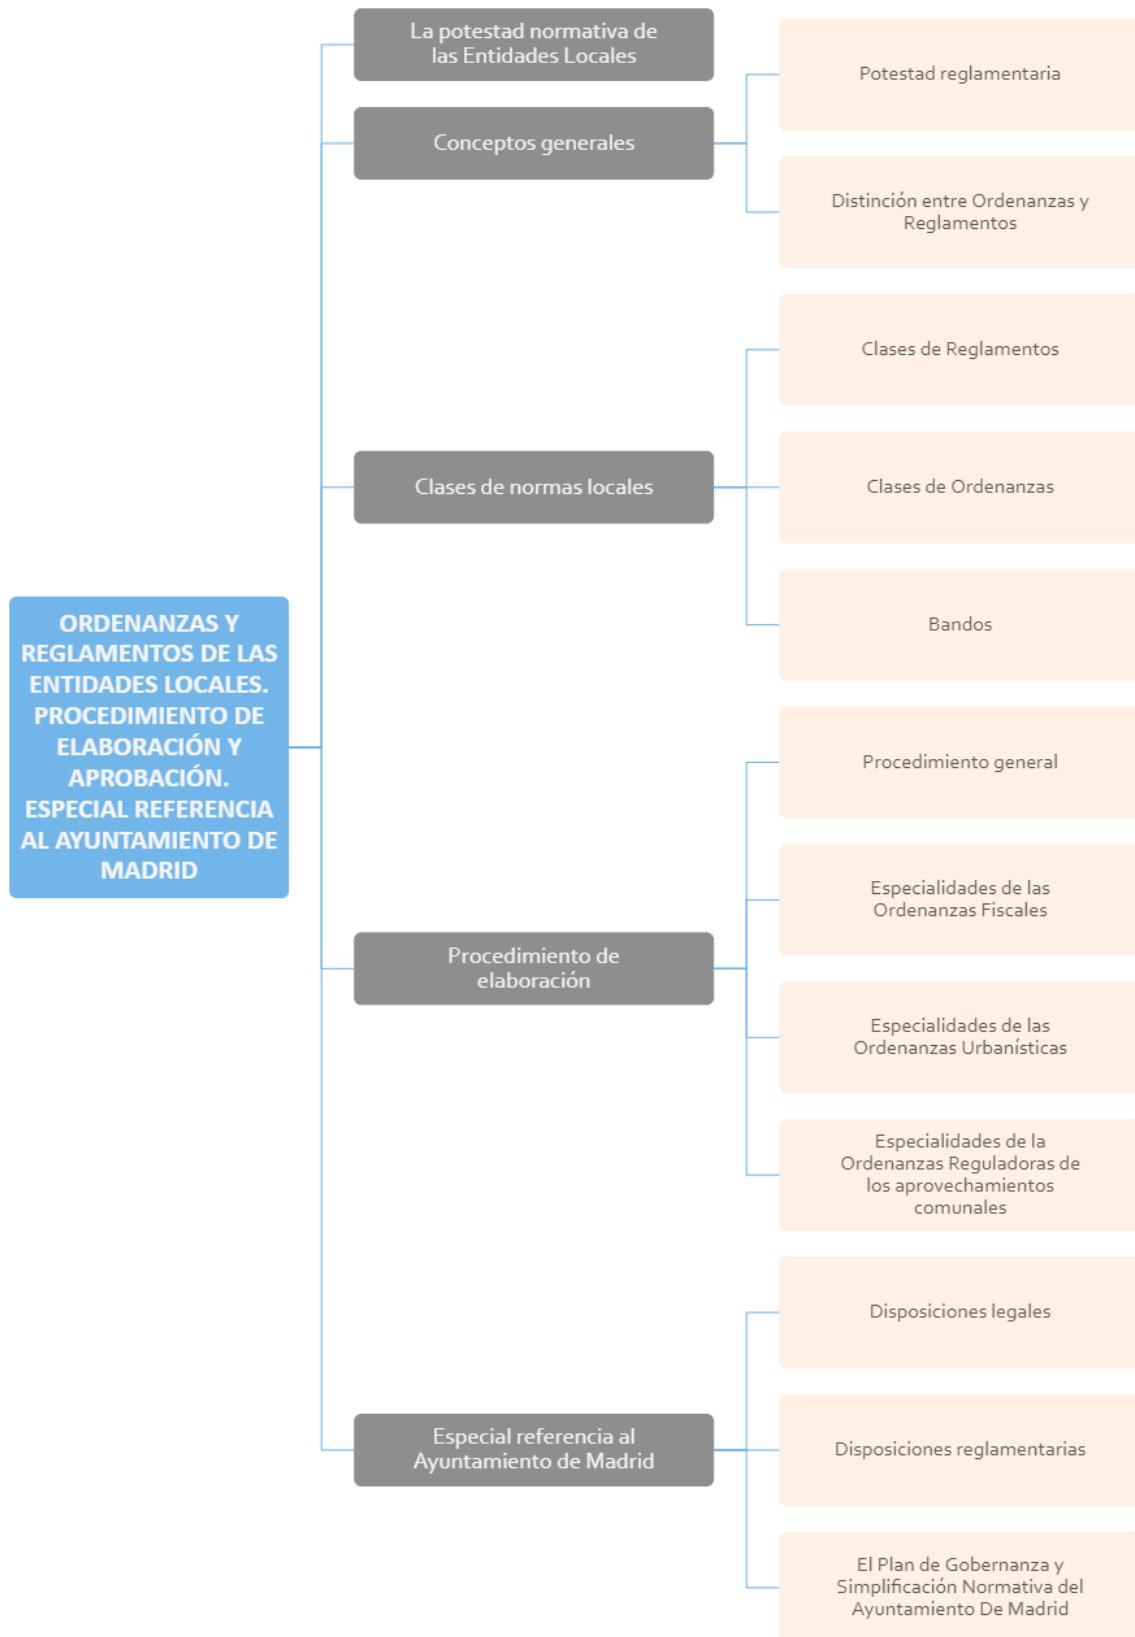 ORDENANZAS Y
REGLAMENTOS DE LAS
ENTIDADES LOCALES.
PROCEDIMIENTO DE
ELABORACIÓN Y
APROBACIÓN.
ESPECIAL REFERENCIA
AL AYUNTAMIENTO DE
MADRID
La potestad normativa de
las Entidades Locales
Conceptos generales
Potestad reglamentaria
Distinción entre Ordenanzas y
Reglamentos
Clases de normas locales
Clases de Reglamentos
Clases de Ordenanzas
Bandos
Procedimiento de
elaboración
Procedimiento general
Especialidades de las
Ordenanzas Fiscales
Especialidades de las
Ordenanzas Urbanísticas
Especialidades de la
Ordenanzas Reguladoras de
los aprovechamientos
comunales
Especial referencia al
Ayuntamiento de Madrid
Disposiciones legales
Disposiciones reglamentarias
El Plan de Gobernanza y
Simplificación Normativa del
Ayuntamiento De Madrid